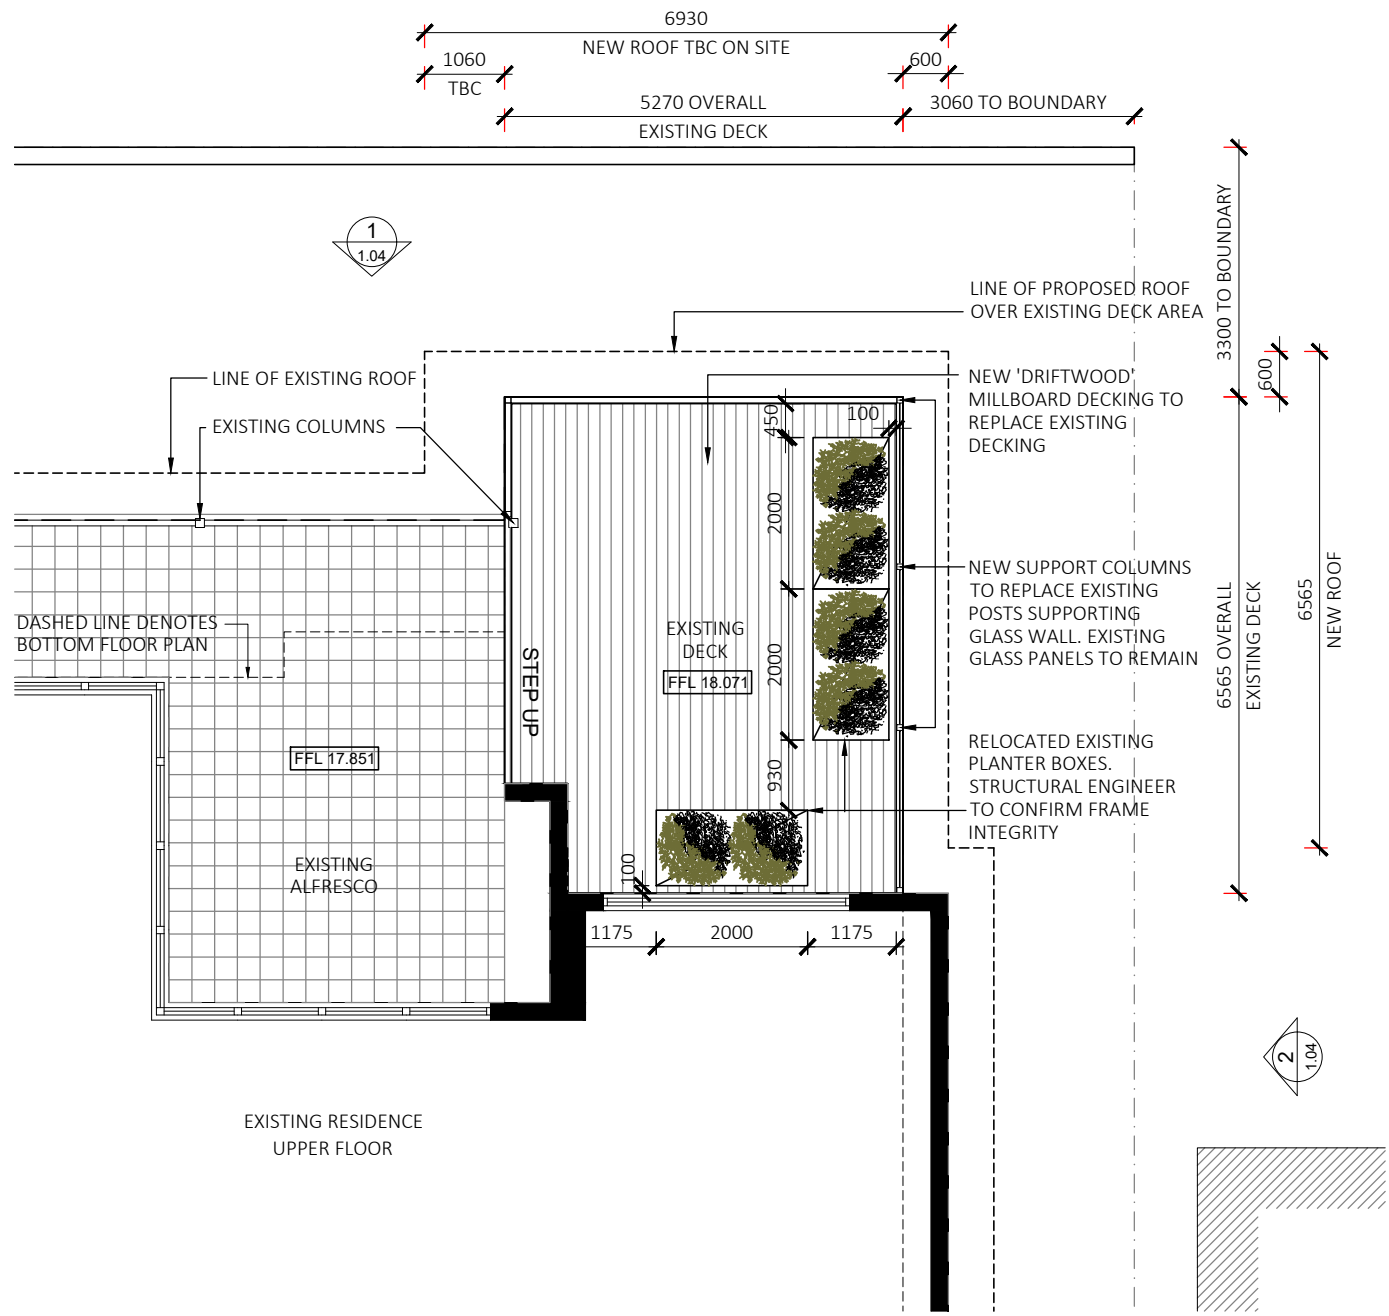 6930
NEW ROOF TBC ON SITE
1060
TBC
600
5270 OVERALL
EXISTING DECK
3060 TO BOUNDARY
3300 TO BOUNDARY
1
1.04
LINE OF PROPOSED ROOF
OVER EXISTING DECK AREA
600
LINE OF EXISTING ROOF
EXISTING COLUMNS
NEW 'DRIFTWOOD'
MILLBOARD DECKING TO
REPLACE EXISTING
DECKING
450
100
2000
NEW SUPPORT COLUMNS
TO REPLACE EXISTING
POSTS SUPPORTING
GLASS WALL. EXISTING
GLASS PANELS TO REMAIN
6565 OVERALL
EXISTING DECK
6565
NEW ROOF
DASHED LINE DENOTES
BOTTOM FLOOR PLAN
EXISTING
DECK
FFL 18.071
2000
STEP UP
FFL 17.851
RELOCATED EXISTING
PLANTER BOXES.
STRUCTURAL ENGINEER
TO CONFIRM FRAME
INTEGRITY
930
EXISTING
ALFRESCO
100
1175
2000
1175
2
1.04
EXISTING RESIDENCE
UPPER FLOOR